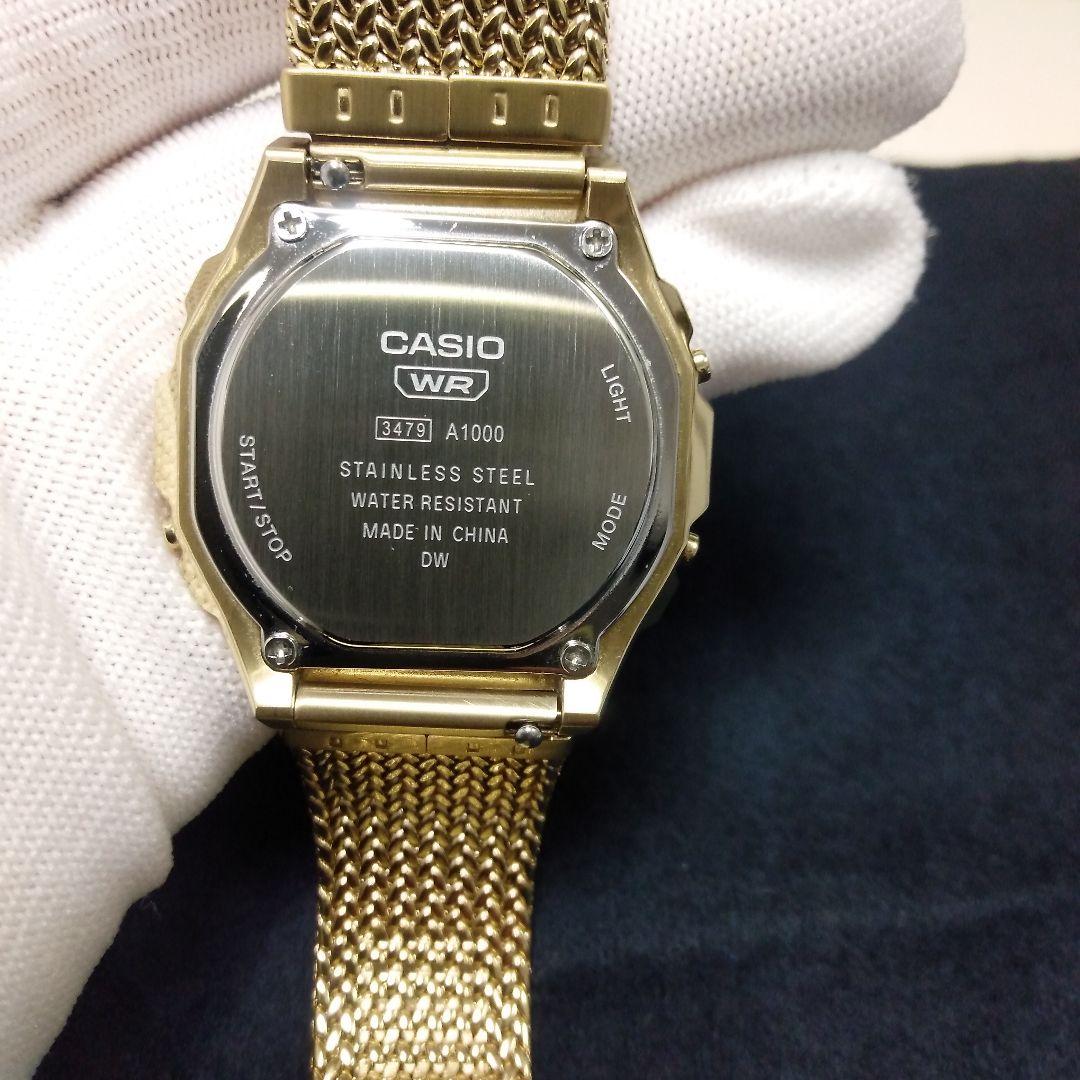 CASIO
WR
3479 A1000
STAINLESS STEEL
WATER RESISTANT
MADE IN CHINA
DW
LIGHT
MODE
START/STOP